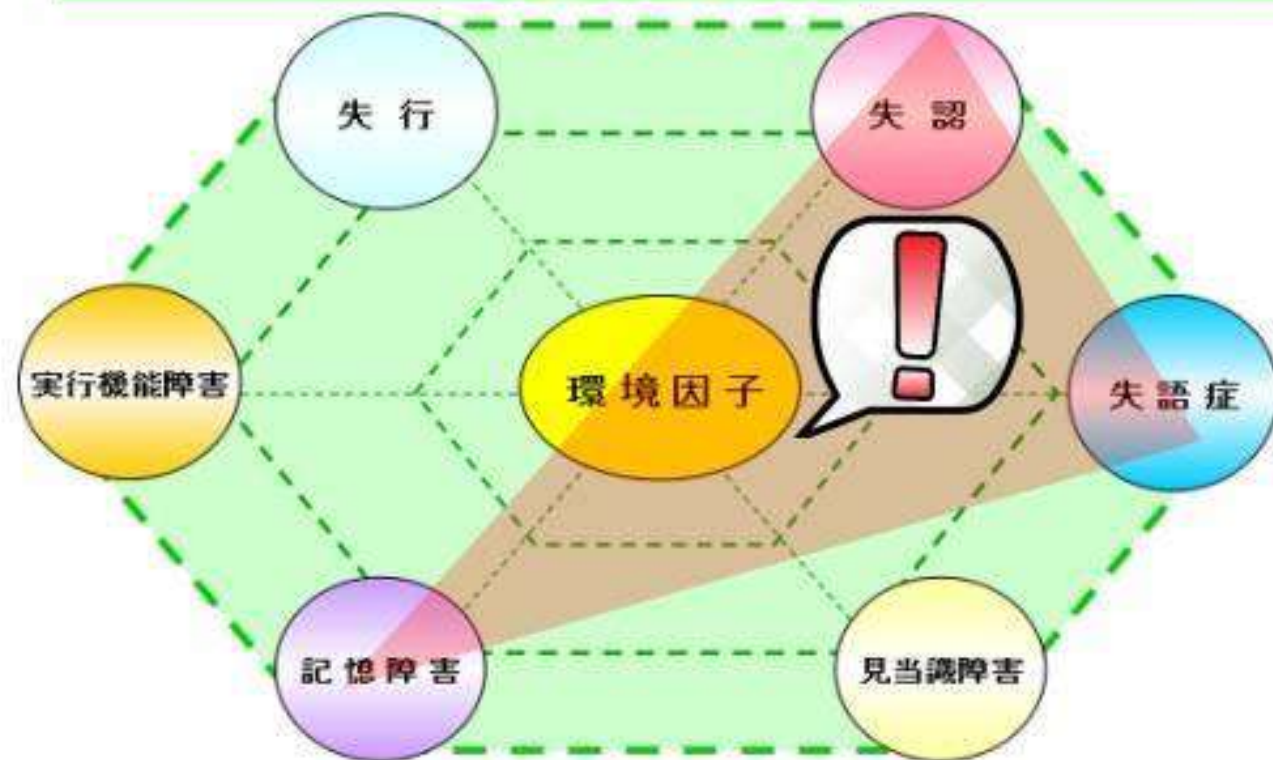 失行
失認
実行機能障害
環境因子
失語症
記憶障害
見当識障害